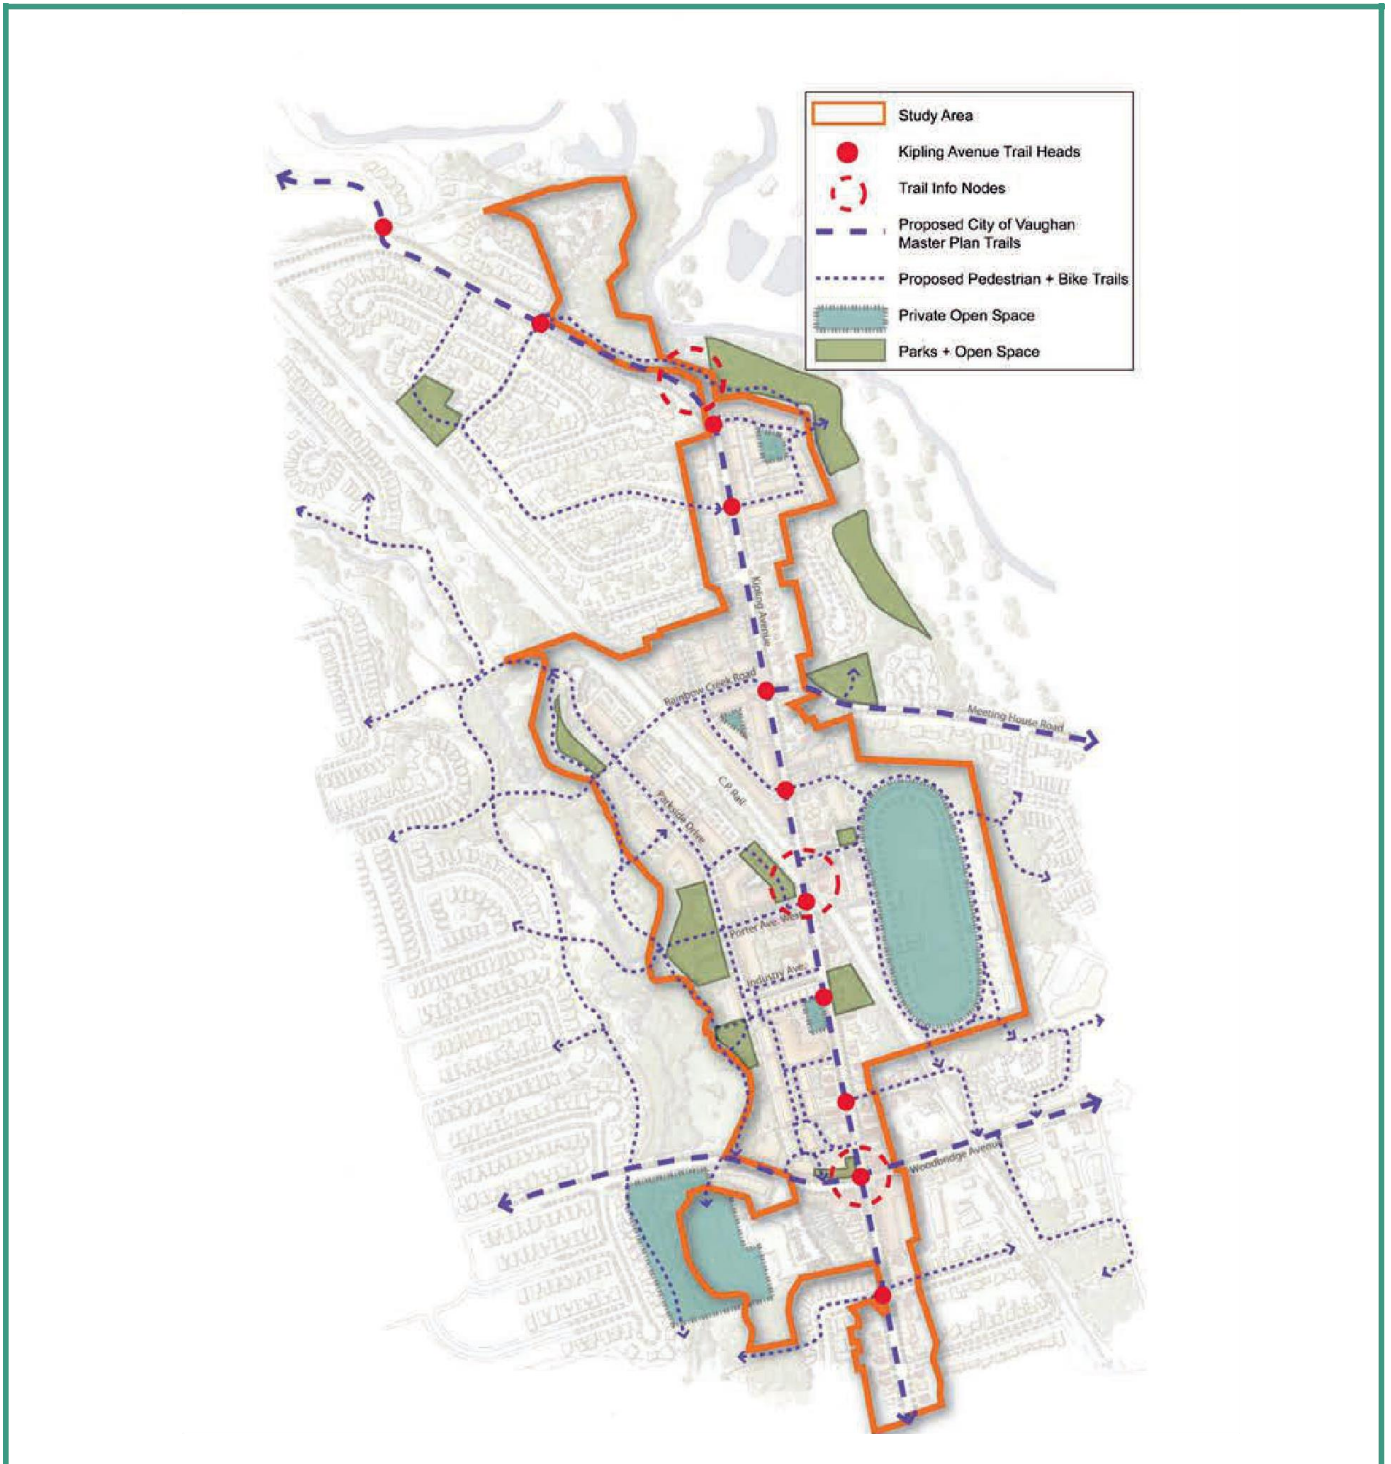 Study Area
Kipling Avenue Trail Heads
Trail Info Nodes
Proposed City of Vaughan
Master Plan Trails
Proposed Pedestrian + Bike Trails
Private Open Space
Parks + Open Space
Kipling Avenue
Rainbow Creek Road
Meeting House Road
C.P Rail
Parkside Drive
Porter Ave. West
Industry Ave.
Woodbridge Avenue